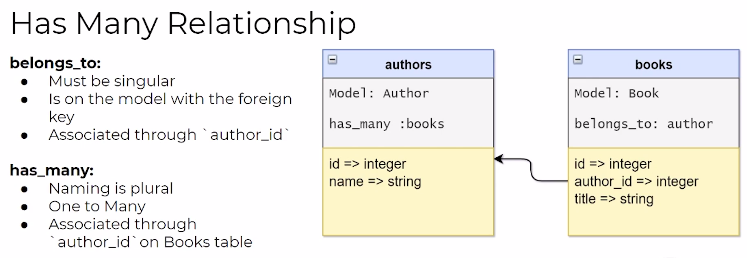 Has Many Relationship
belongs_to:
● Must be singular
● Is on the model with the foreign
key
● Associated through `author_id`
has_many:
● Naming is plural
● One to Many
● Associated through
`author_id`on Books table
authors
Model: Author
has_many :books
id => integer
name => string
books
Model: Book
belongs_to: author
id => integer
author_id => integer
title => string